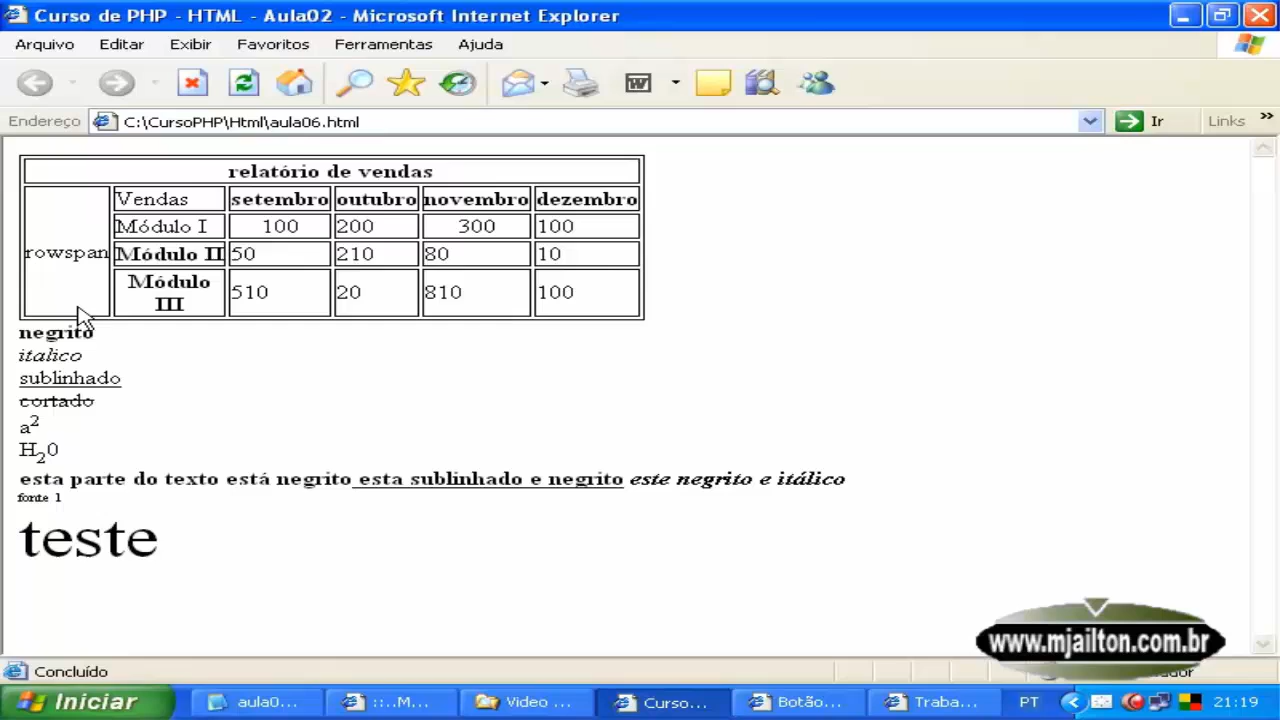 Curso de PHP - HTML - Aula02 - Microsoft Internet Explorer
Arquivo Editar Exibir Favoritos Ferramentas Ajuda
Endereço C:\CursoPHP\Html\aula06.html Ir Links »
relatório de vendas
rowspan Vendas setembro outubro novembro dezembro
Módulo I 100 200 300 100
Módulo II 50 210 80 10
Módulo
III 510 20 810 100
negrito
italico
sublinhado
cortado
a2
H20
esta parte do texto está negrito esta sublinhado e negrito este negrito e itálico
fonte 1
teste
www.mjailton.com.br
Concluído
Iniciar aula0... ::..M... Video ... Curso... Botão... Traba... PT 21:19